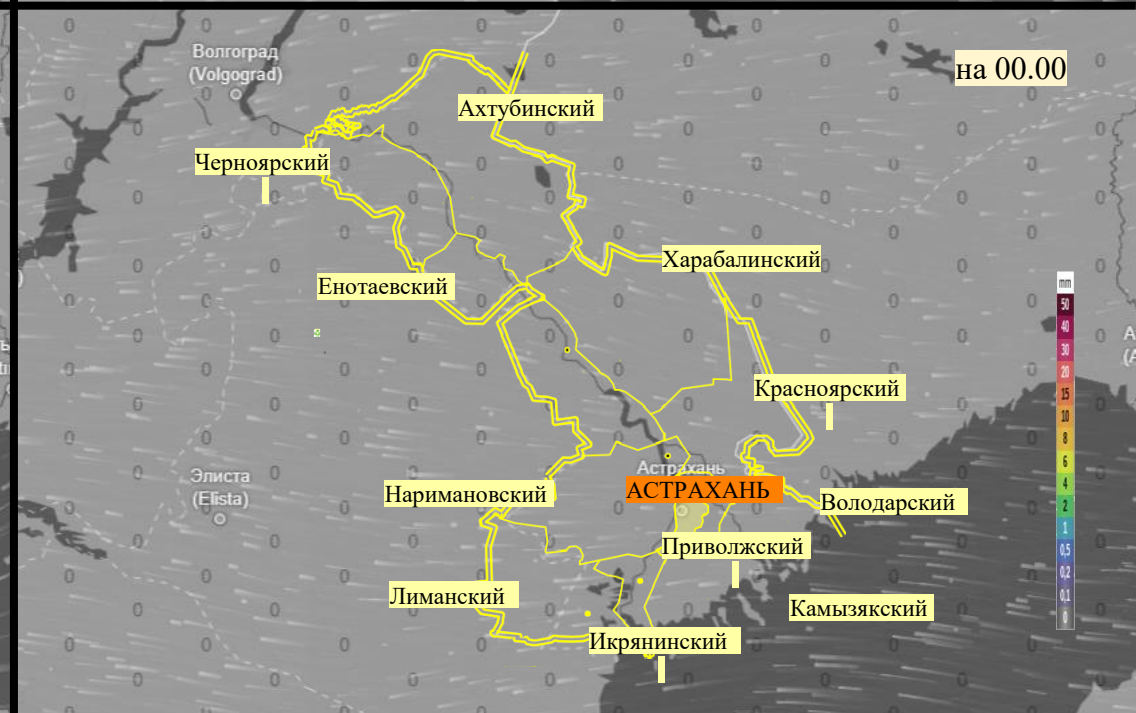 Волгоград
(Volgograd)
на 00.00
Ахтубинский
Черноярский
Харабалинский
Енотаевский
mm
50
40
30
20
15
10
8
6
4
2
1
0,5
0,2
0,1
0
Красноярский
Астрахань
Элиста
(Elista)
Наримановский
АСТРАХАНЬ
Володарский
Приволжский
Лиманский
Камызякский
Икрянинский